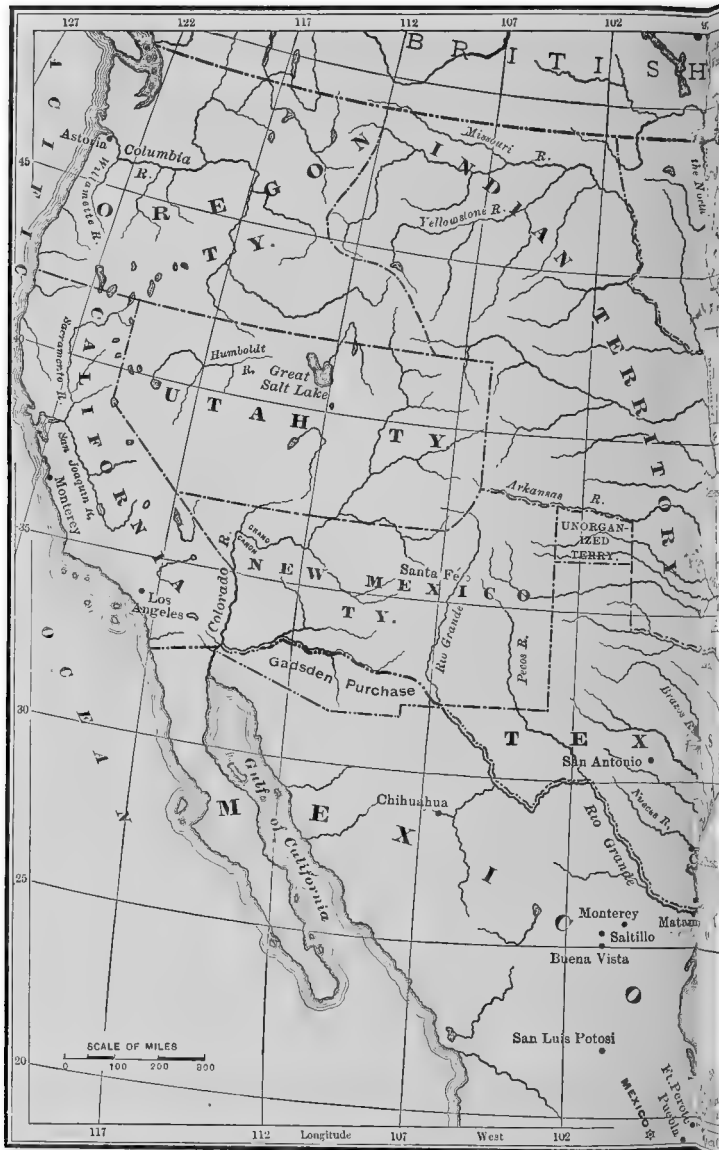 127
122
117
112
107
102
BRITISH
PACIFIC
OCEAN
Astoria
Columbia
R.
Willamette R.
45
OREGON
TY.
Missouri R.
Yellowstone R.
INDIAN
TERRITORY
the North
40
Sacramento R.
CALIFORNIA
Humboldt
R.
Great
Salt Lake
UTAH TY
San Joaquin R.
Monterey
35
Arkansas R.
UNORGAN-
IZED
TERRY.
GRAND
CAÑON
Colorado R.
NEW MEXICO
TY.
Santa Fe
Los
Angeles
Rio Grande
Pecos R.
Gadsden Purchase
30
Brazos R.
TEX
San Antonio
Nueces R.
Gulf of California
MEXICO
Chihuahua
Rio Grande
25
Monterey
Matam
Saltillo
Buena Vista
SCALE OF MILES
0 100 200 300
San Luis Potosi
20
Ft. Perote
Puebla
MEXICO
117
112
Longitude
107
West
102